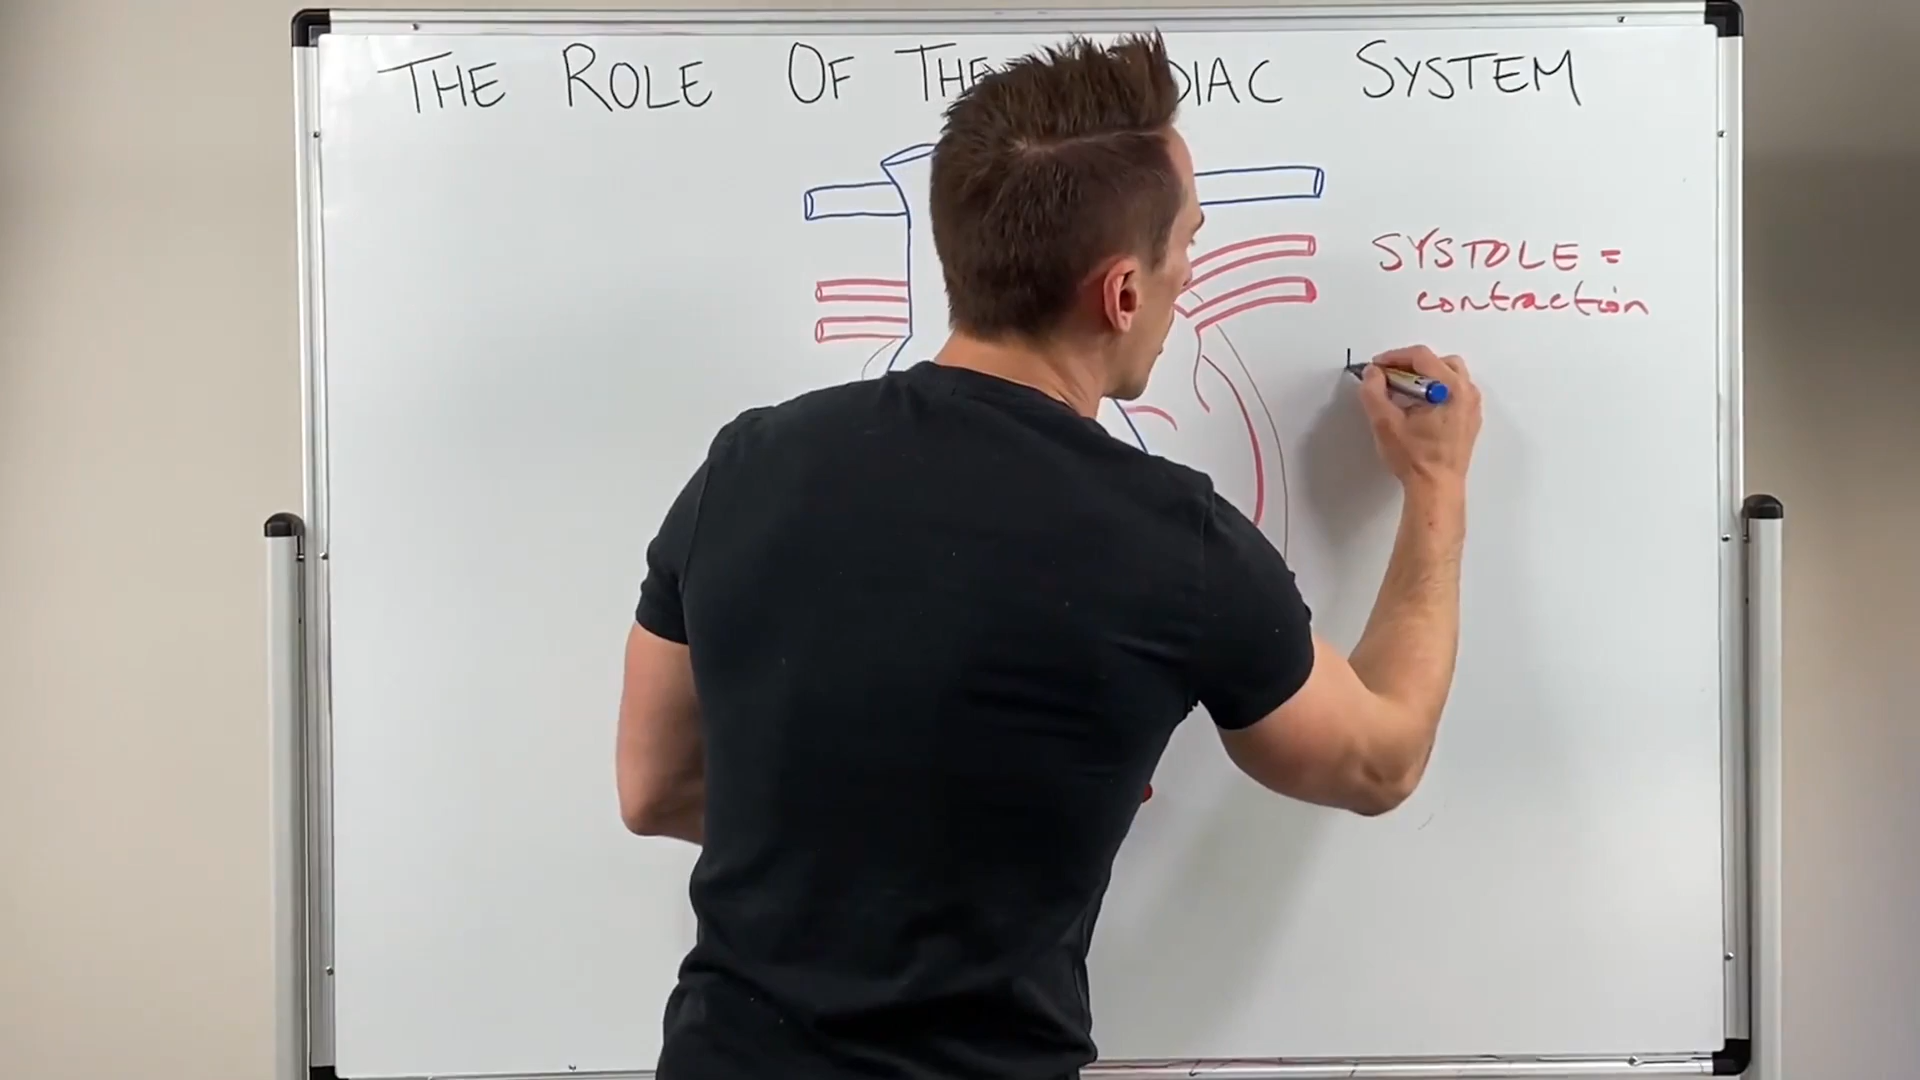 THE ROLE OF THE DIAC SYSTEM
SYSTOLE =
contraction